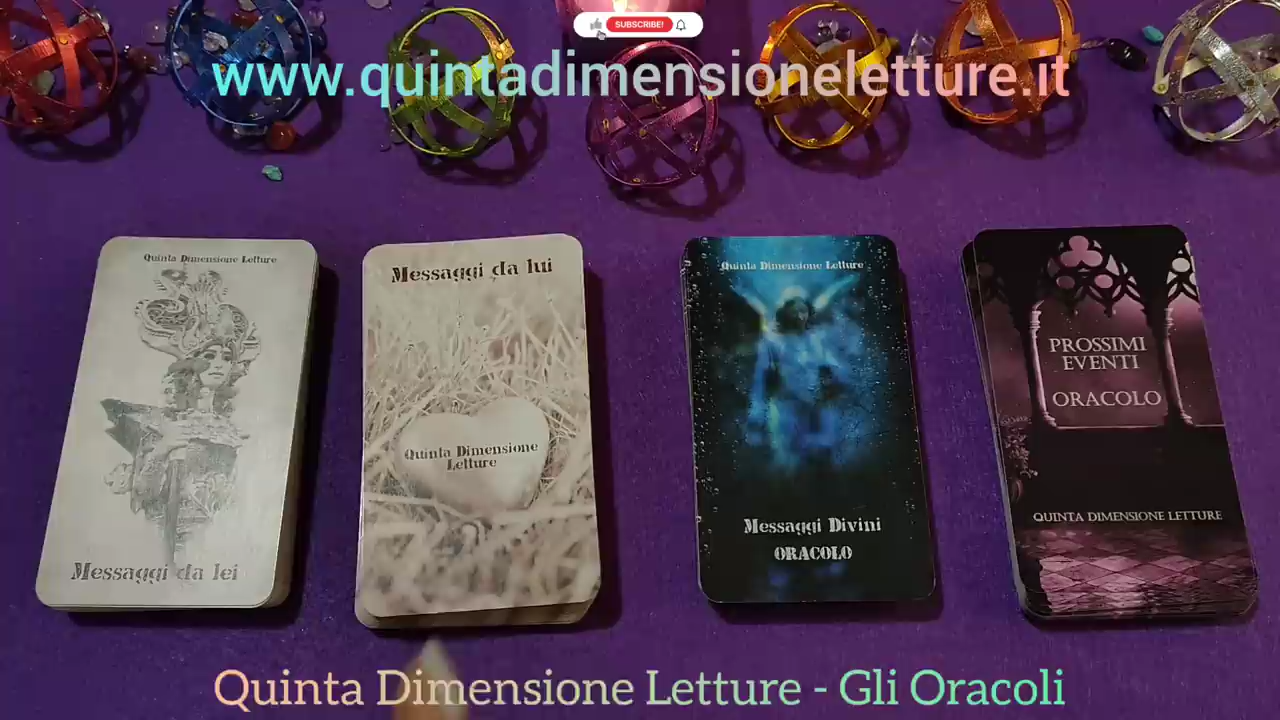 SUBSCRIBE!
www.quintadimensioneletture.it
Quinta Dimensione Letture
Messaggi da lei
Messaggi da lui
Quinta Dimensione
Letture
Quinta Dimensione Letture
Messaggi Divini
ORACOLO
PROSSIMI
EVENTI
ORACOLO
QUINTA DIMENSIONE LETTURE
Quinta Dimensione Letture - Gli Oracoli